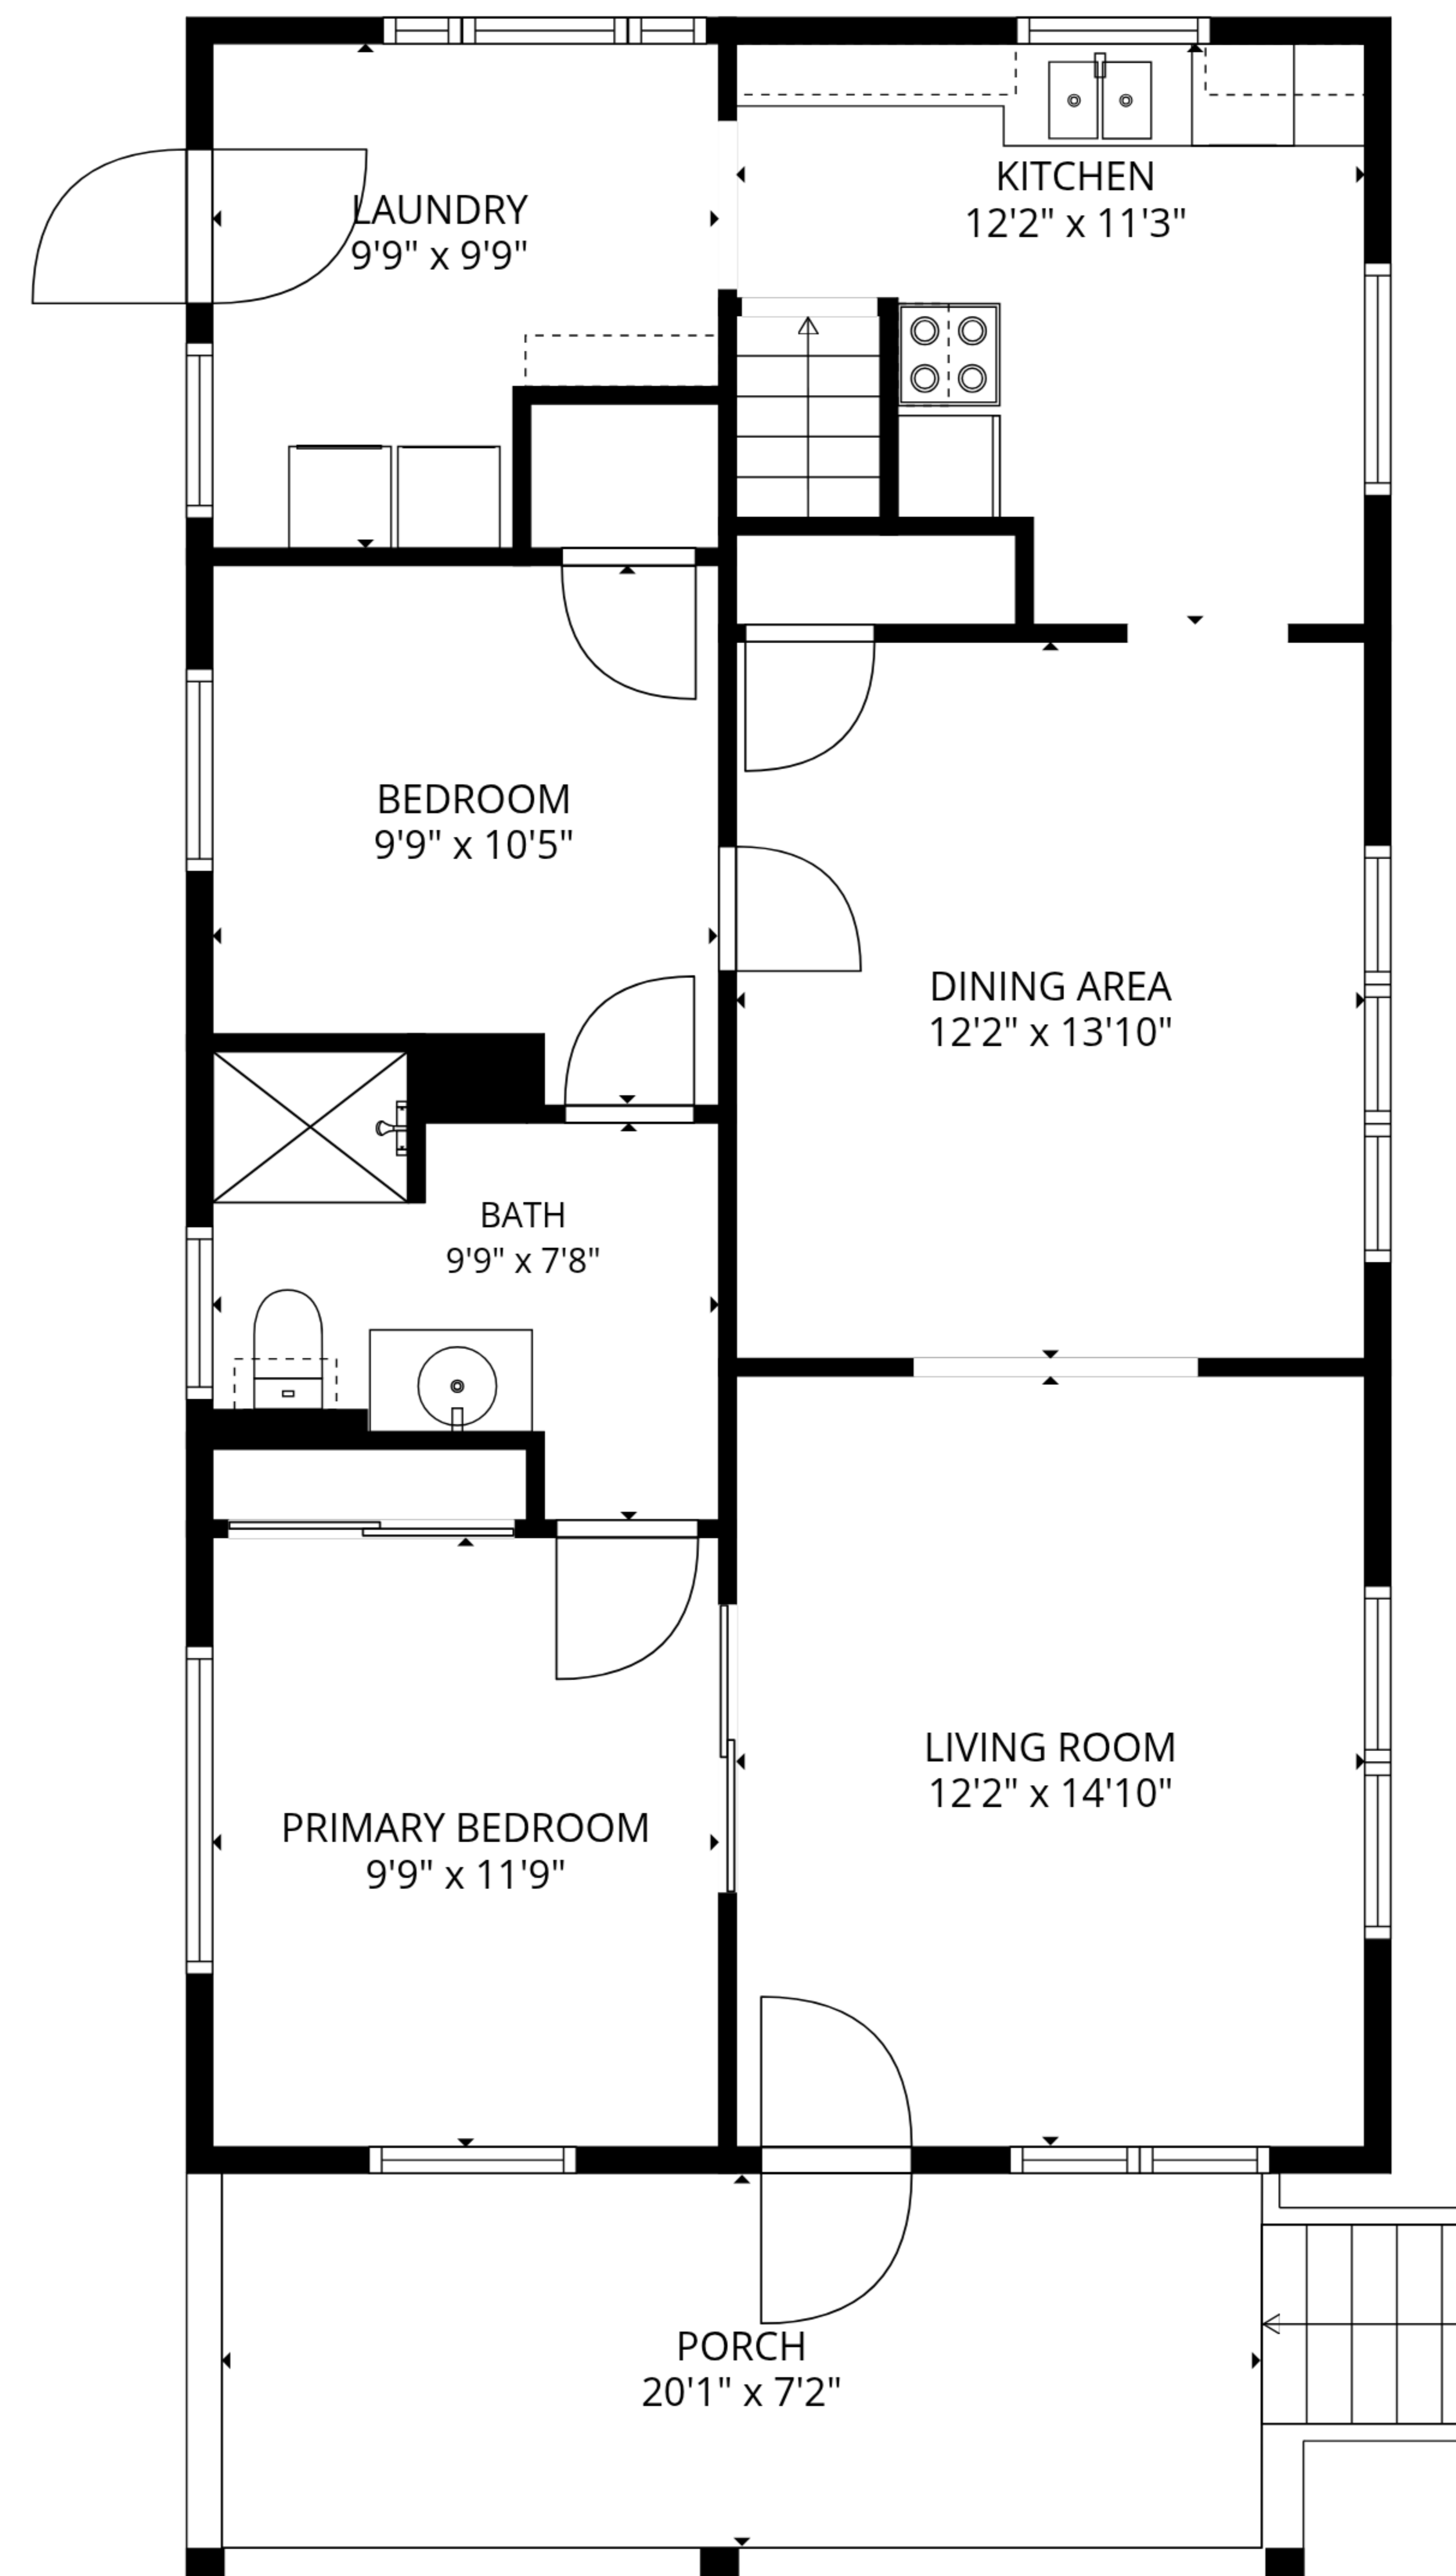 LAUNDRY
9'9" x 9'9"
KITCHEN
12'2" x 11'3"
BEDROOM
9'9" x 10'5"
DINING AREA
12'2" x 13'10"
BATH
9'9" x 7'8"
LIVING ROOM
12'2" x 14'10"
PRIMARY BEDROOM
9'9" x 11'9"
PORCH
20'1" x 7'2"